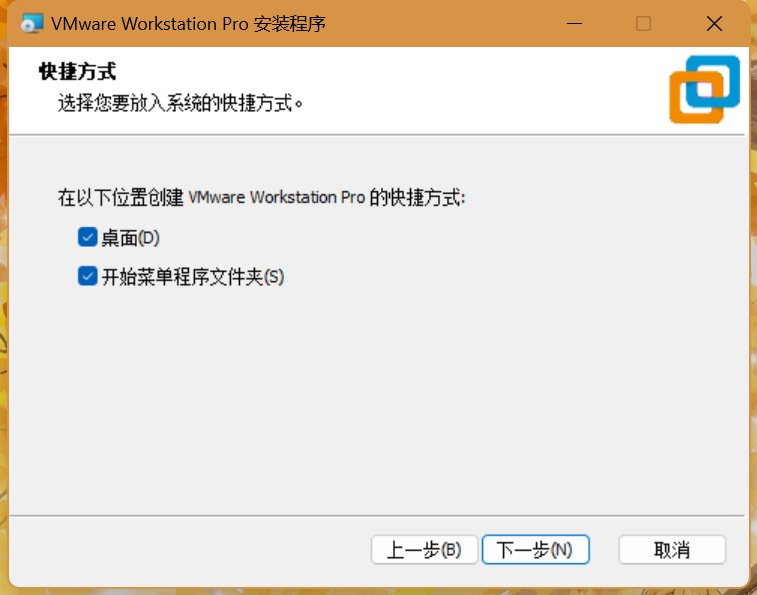 VMware Workstation Pro 安装程序
快捷方式
选择您要放入系统的快捷方式。
在以下位置创建 VMware Workstation Pro 的快捷方式:
桌面(D)
开始菜单程序文件夹(S)
上一步(B) 下一步(N) 取消